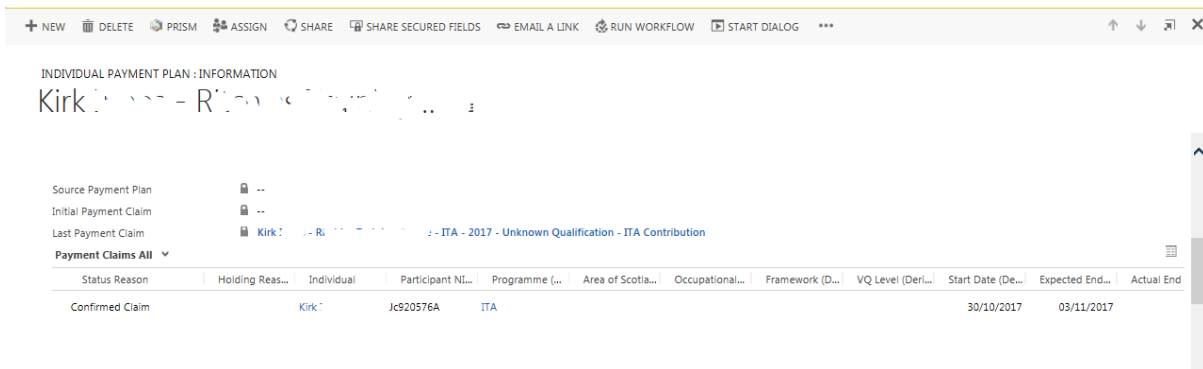 NEW DELETE PRISM ASSIGN SHARE SHARE SECURED FIELDS EMAIL A LINK RUN WORKFLOW START DIALOG •••
INDIVIDUAL PAYMENT PLAN : INFORMATION
Kirk - R
Source Payment Plan --
Initial Payment Claim --
Last Payment Claim Kirk - Ri - ITA - 2017 - Unknown Qualification - ITA Contribution
Payment Claims All
Status Reason Holding Reas... Individual Participant NI... Programme (... Area of Scotla... Occupational... Framework (D... VQ Level (Deri... Start Date (De... Expected End... Actual End
Confirmed Claim Kirk Jc920576A ITA 30/10/2017 03/11/2017